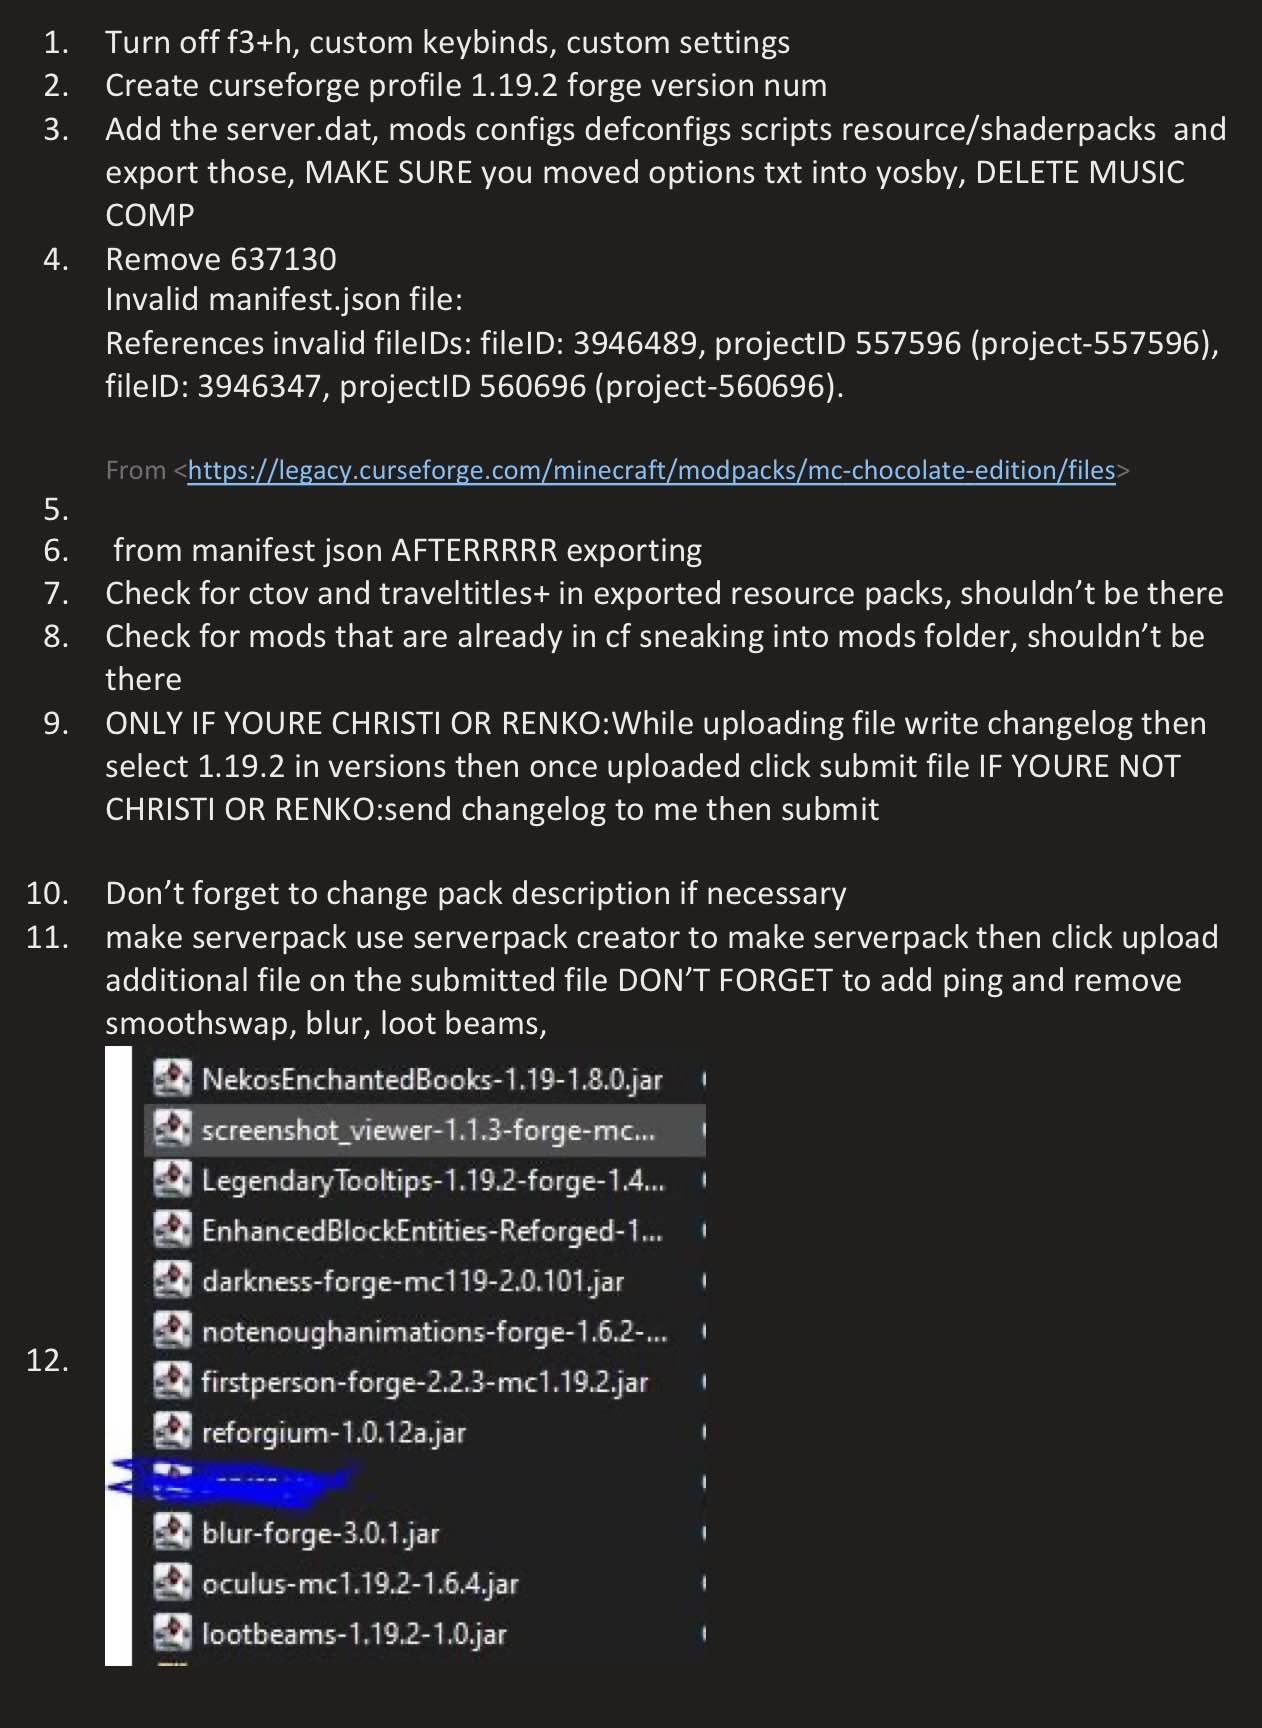 1. Turn off f3+h, custom keybinds, custom settings
2. Create curseforge profile 1.19.2 forge version num
3. Add the server.dat, mods configs defconfigs scripts resource/shaderpacks  and
export those, MAKE SURE you moved options txt into yosby, DELETE MUSIC
COMP
4. Remove 637130
Invalid manifest.json file:
References invalid fileIDs: fileID: 3946489, projectID 557596 (project-557596),
fileID: 3946347, projectID 560696 (project-560696).
From <https://legacy.curseforge.com/minecraft/modpacks/mc-chocolate-edition/files>
5.
6. from manifest json AFTERRRRR exporting
7. Check for ctov and traveltitles+ in exported resource packs, shouldn’t be there
8. Check for mods that are already in cf sneaking into mods folder, shouldn’t be
there
9. ONLY IF YOURE CHRISTI OR RENKO:While uploading file write changelog then
select 1.19.2 in versions then once uploaded click submit file IF YOURE NOT
CHRISTI OR RENKO:send changelog to me then submit
10. Don’t forget to change pack description if necessary
11. make serverpack use serverpack creator to make serverpack then click upload
additional file on the submitted file DON’T FORGET to add ping and remove
smoothswap, blur, loot beams,
12.
NekosEnchantedBooks-1.19-1.8.0.jar
screenshot_viewer-1.1.3-forge-mc...
LegendaryTooltips-1.19.2-forge-1.4...
EnhancedBlockEntities-Reforged-1...
darkness-forge-mc119-2.0.101.jar
notenoughanimations-forge-1.6.2-...
firstperson-forge-2.2.3-mc1.19.2.jar
reforgium-1.0.12a.jar
blur-forge-3.0.1.jar
oculus-mc1.19.2-1.6.4.jar
lootbeams-1.19.2-1.0.jar